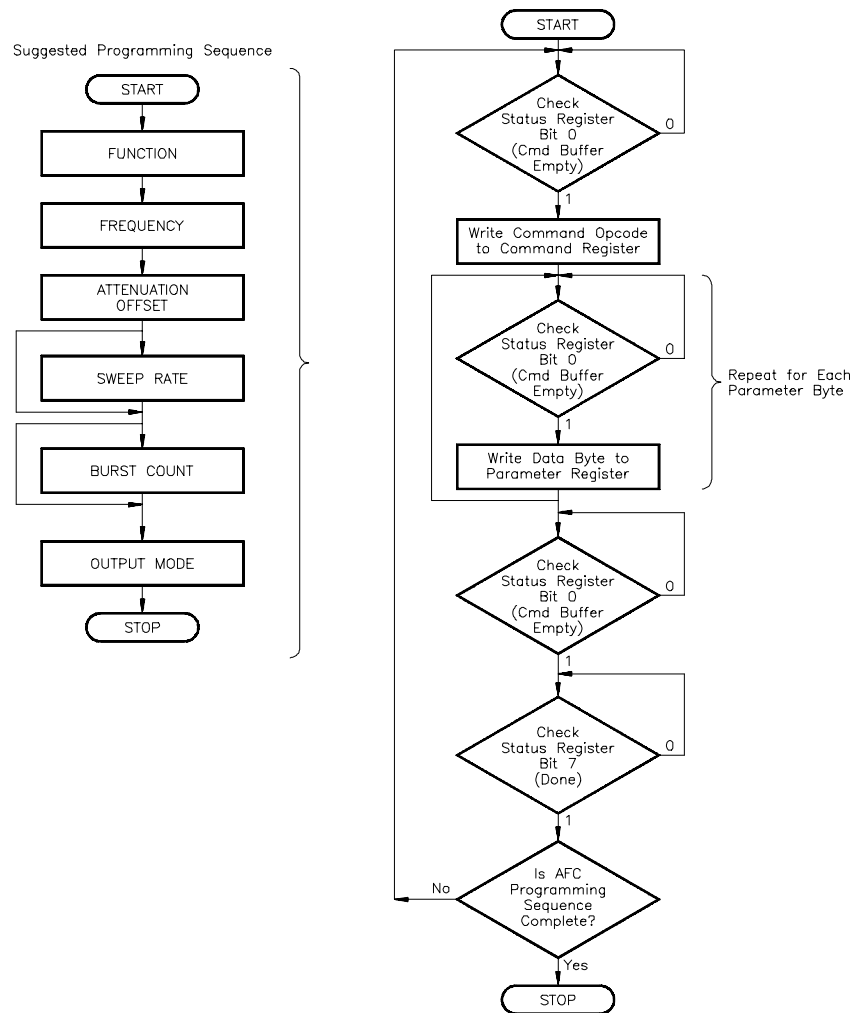 Suggested Programming Sequence
START
FUNCTION
FREQUENCY
ATTENUATION
OFFSET
SWEEP RATE
BURST COUNT
OUTPUT MODE
STOP
START
Check
Status Register
Bit 0
(Cmd Buffer
Empty)
0
1
Write Command Opcode
to Command Register
Check
Status Register
Bit 0
(Cmd Buffer
Empty)
0
1
Write Data Byte to
Parameter Register
Repeat for Each
Parameter Byte
Check
Status Register
Bit 0
(Cmd Buffer
Empty)
0
1
Check
Status Register
Bit 7
(Done)
0
1
Is AFC
Programming
Sequence
Complete?
No
Yes
STOP